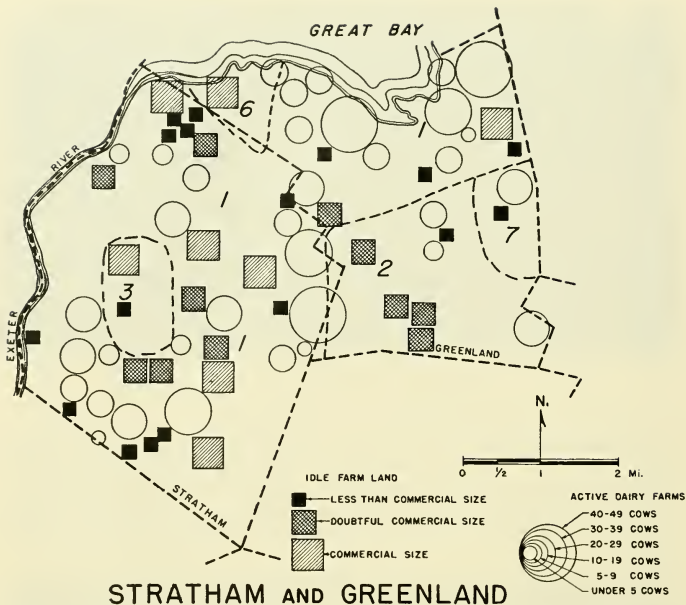 GREAT BAY
6
1
RIVER
1
7
2
3
EXETER
1
GREENLAND
N.
0 1/2 1 2 Mi.
STRATHAM
IDLE FARM LAND
LESS THAN COMMERCIAL SIZE
DOUBTFUL COMMERCIAL SIZE
COMMERCIAL SIZE
ACTIVE DAIRY FARMS
40-49 COWS
30-39 COWS
20-29 COWS
10-19 COWS
5-9 COWS
UNDER 5 COWS
STRATHAM AND GREENLAND